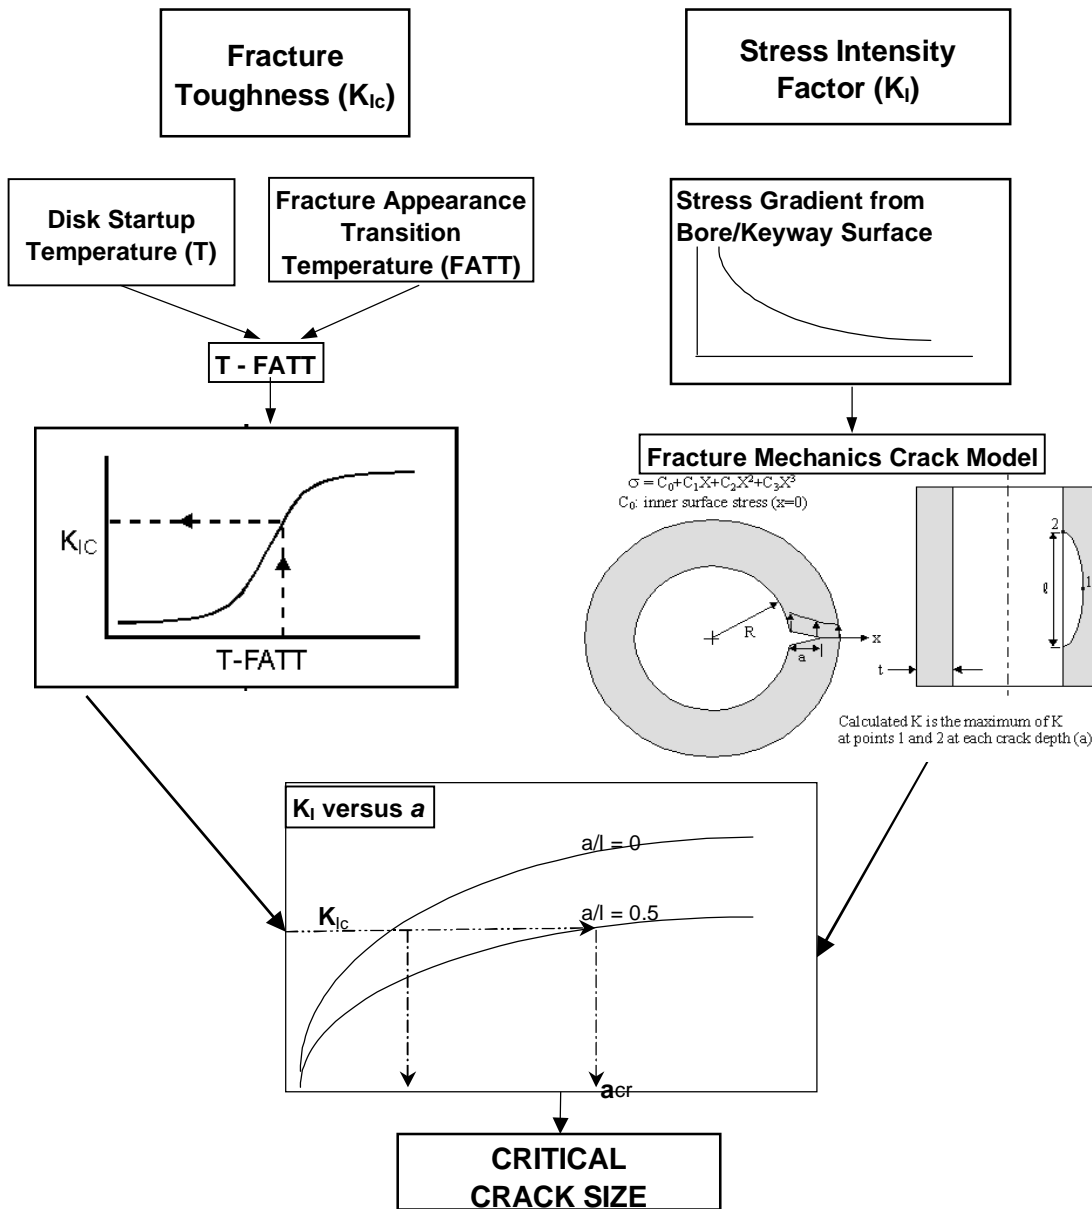 Fracture
Toughness (KIc)
Stress Intensity
Factor (KI)
Disk Startup
Temperature (T)
Fracture Appearance
Transition
Temperature (FATT)
Stress Gradient from
Bore/Keyway Surface
T - FATT
Fracture Mechanics Crack Model
σ = C0+C1X+C2X²+C3X³
C0: inner surface stress (x=0)
KIC
T-FATT
R
a
x
t
2
ℓ
1
Calculated K is the maximum of K
at points 1 and 2 at each crack depth (a)
KI versus a
a/l = 0
KIc
a/l = 0.5
acr
CRITICAL
CRACK SIZE